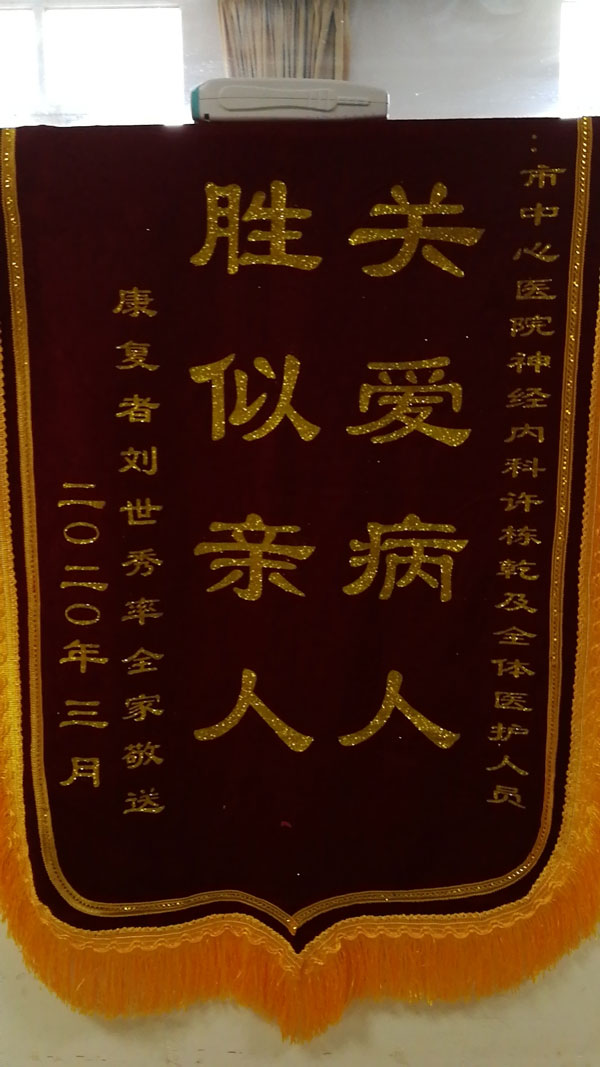 :市中心医院神经内科许栋乾及全体医护人员
关爱病人
胜似亲人
康复者刘世秀率全家敬送
二〇二〇年三月